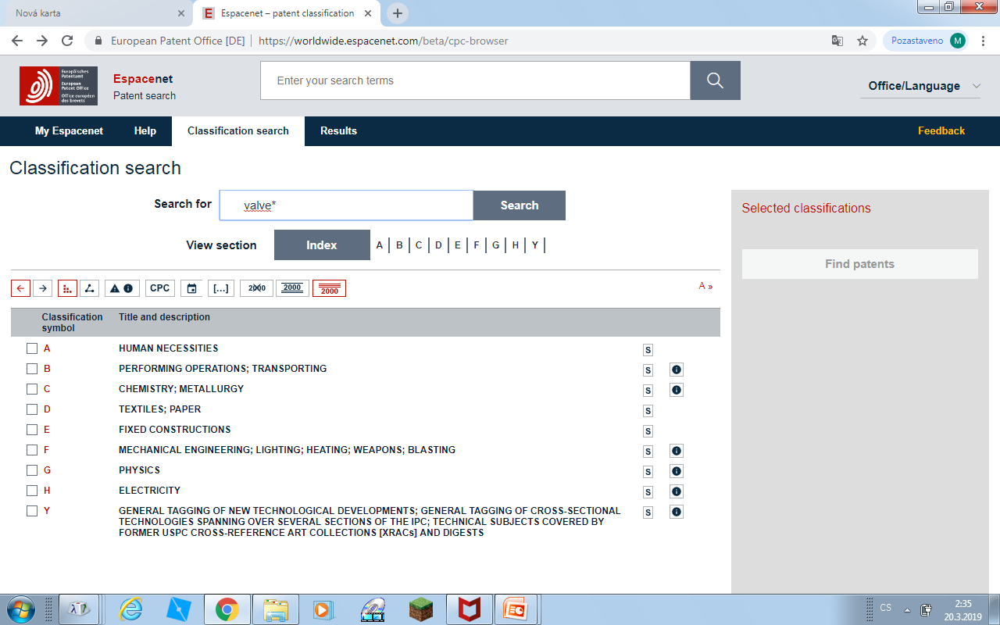 Nová karta
Espacenet – patent classification
European Patent Office [DE] | https://worldwide.espacenet.com/beta/cpc-browser
Pozastaveno M
Europäisches
Patentamt
European
Patent Office
Office européen
des brevets
Espacenet
Patent search
Enter your search terms
Office/Language
My Espacenet Help Classification search Results Feedback
Classification search
Search for valve* Search
View section Index A B C D E F G H Y
Selected classifications
Find patents
CPC [...] 2000 2000 2000 A »
Classification symbol Title and description
A HUMAN NECESSITIES S
B PERFORMING OPERATIONS; TRANSPORTING S
C CHEMISTRY; METALLURGY S
D TEXTILES; PAPER S
E FIXED CONSTRUCTIONS S
F MECHANICAL ENGINEERING; LIGHTING; HEATING; WEAPONS; BLASTING S
G PHYSICS S
H ELECTRICITY S
Y GENERAL TAGGING OF NEW TECHNOLOGICAL DEVELOPMENTS; GENERAL TAGGING OF CROSS-SECTIONAL S
TECHNOLOGIES SPANNING OVER SEVERAL SECTIONS OF THE IPC; TECHNICAL SUBJECTS COVERED BY
FORMER USPC CROSS-REFERENCE ART COLLECTIONS [XRACs] AND DIGESTS
CS
2:35
20.3.2019